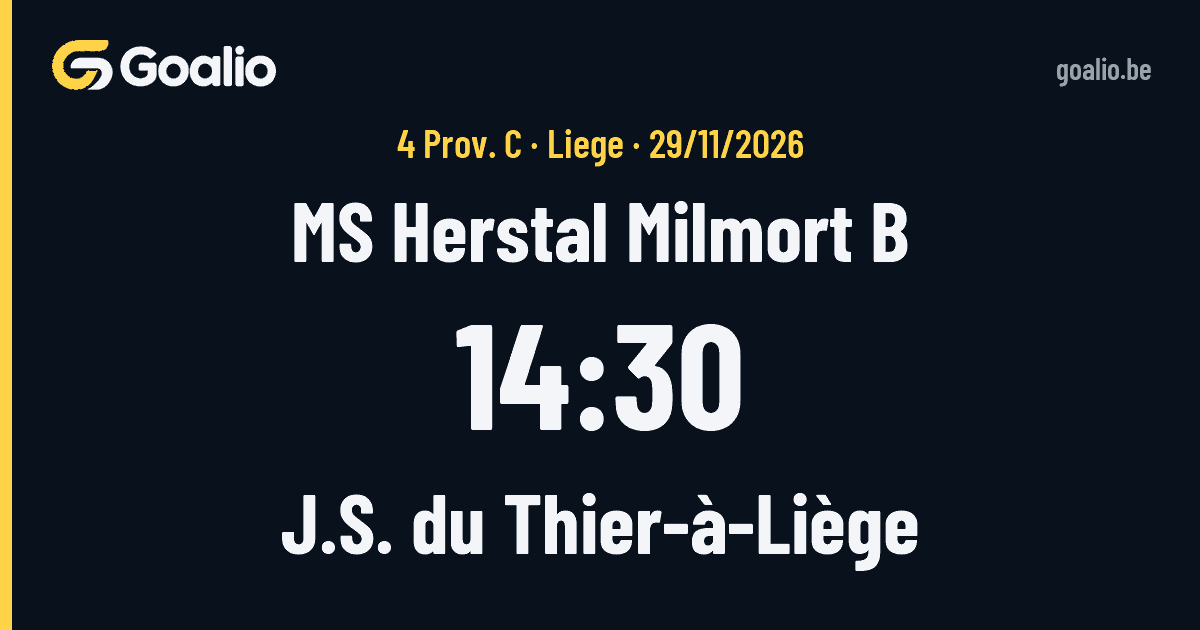 Goalio
goalio.be
4 Prov. C · Liege · 29/11/2026
MS Herstal Milmort B
14:30
J.S. du Thier-à-Liège